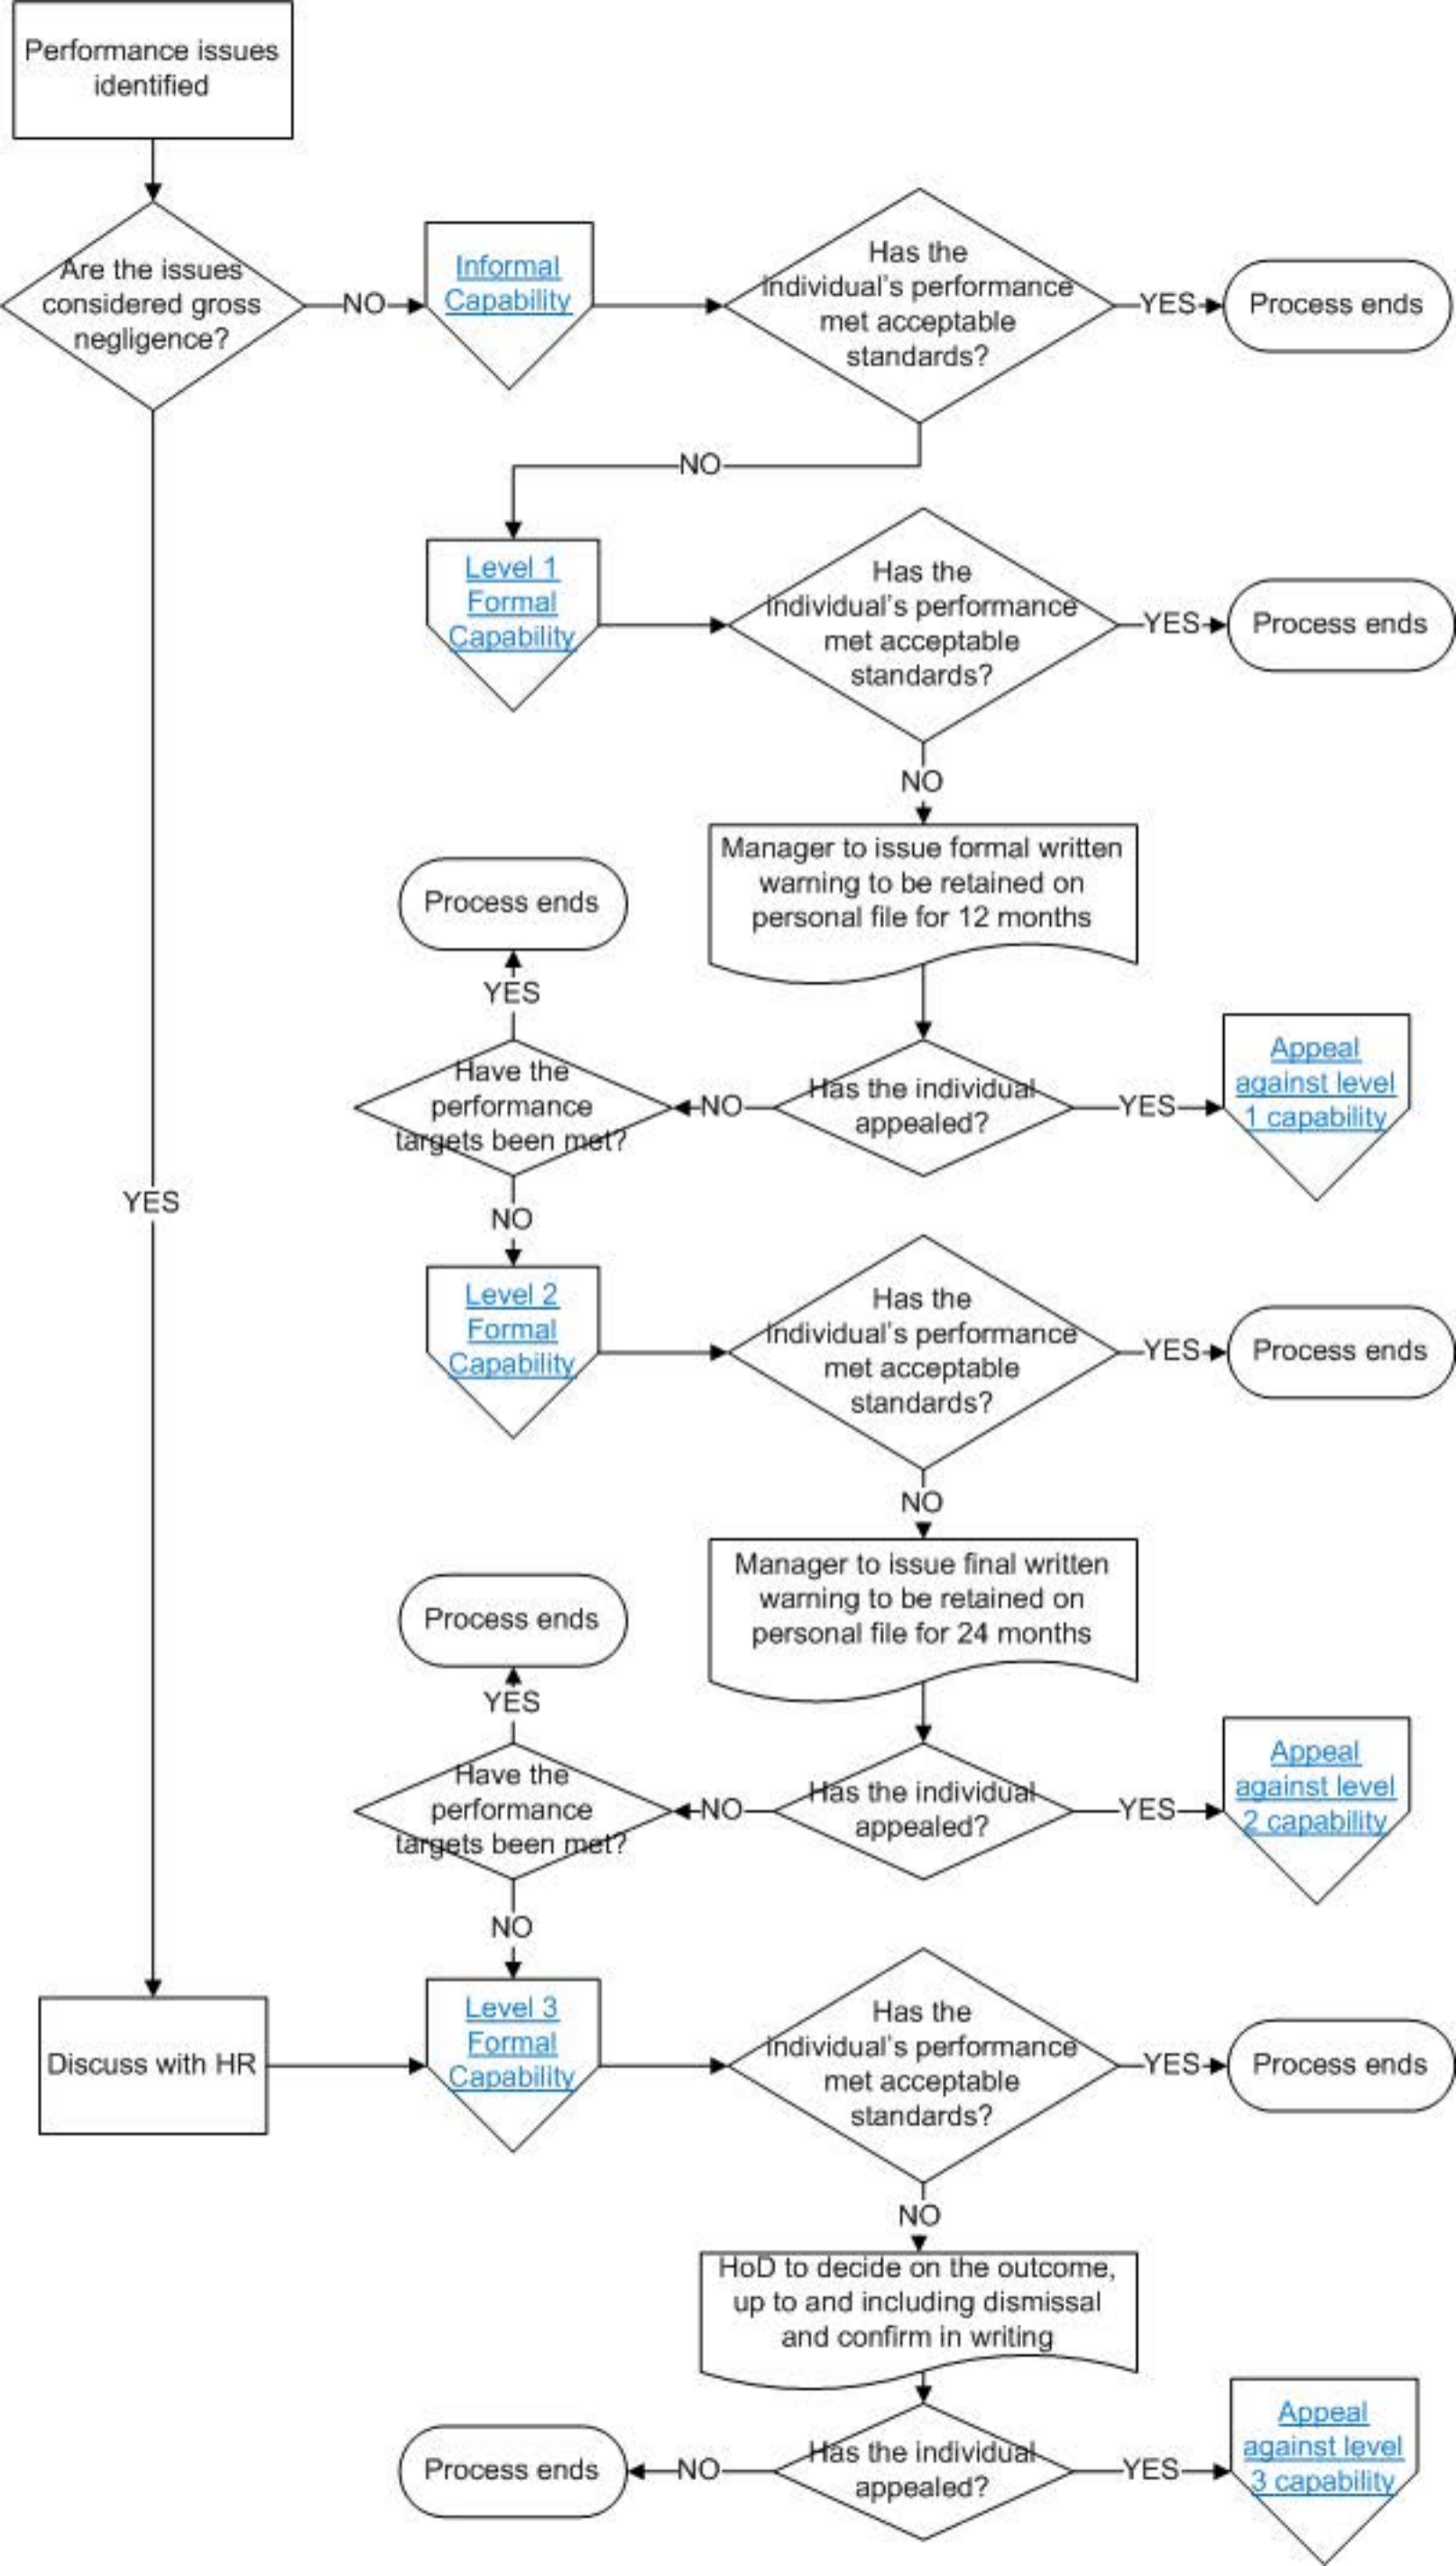 Performance issues
identified
Are the issues
considered gross
negligence?
NO
Informal
Capability
Has the
individual's performance
met acceptable
standards?
YES
Process ends
NO
Level 1
Formal
Capability
Has the
individual's performance
met acceptable
standards?
YES
Process ends
NO
Manager to issue formal written
warning to be retained on
personal file for 12 months
Process ends
YES
Have the
performance
targets been met?
NO
Has the individual
appealed?
YES
Appeal
against level
1 capability
YES
NO
Level 2
Formal
Capability
Has the
individual's performance
met acceptable
standards?
YES
Process ends
NO
Manager to issue final written
warning to be retained on
personal file for 24 months
Process ends
YES
Have the
performance
targets been met?
NO
Has the individual
appealed?
YES
Appeal
against level
2 capability
NO
Discuss with HR
Level 3
Formal
Capability
Has the
individual's performance
met acceptable
standards?
YES
Process ends
NO
HoD to decide on the outcome,
up to and including dismissal
and confirm in writing
Process ends
NO
Has the individual
appealed?
YES
Appeal
against level
3 capability